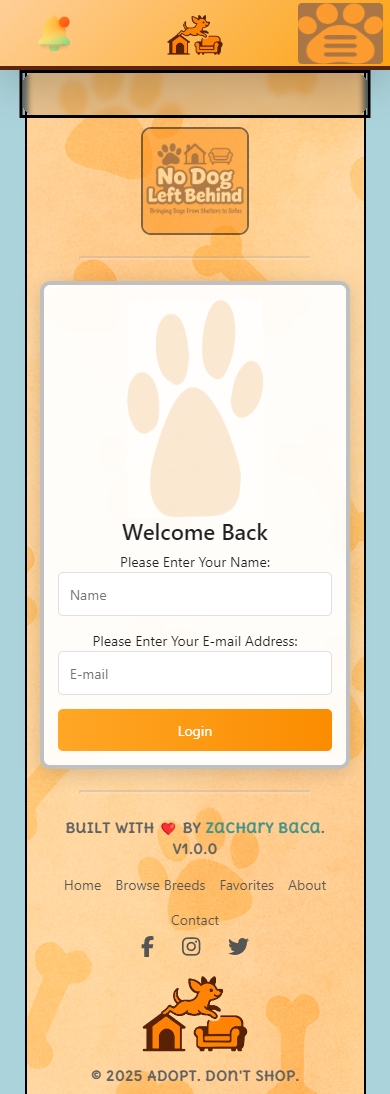 No Dog
Left Behind
Bringing Dogs From Shelters to Sofas
Welcome Back
Please Enter Your Name:
Name
Please Enter Your E-mail Address:
E-mail
Login
BUILT WITH ❤️ BY Zachary Baca.
V1.0.0
Home Browse Breeds Favorites About
Contact
© 2025 ADOPT. DON'T SHOP.